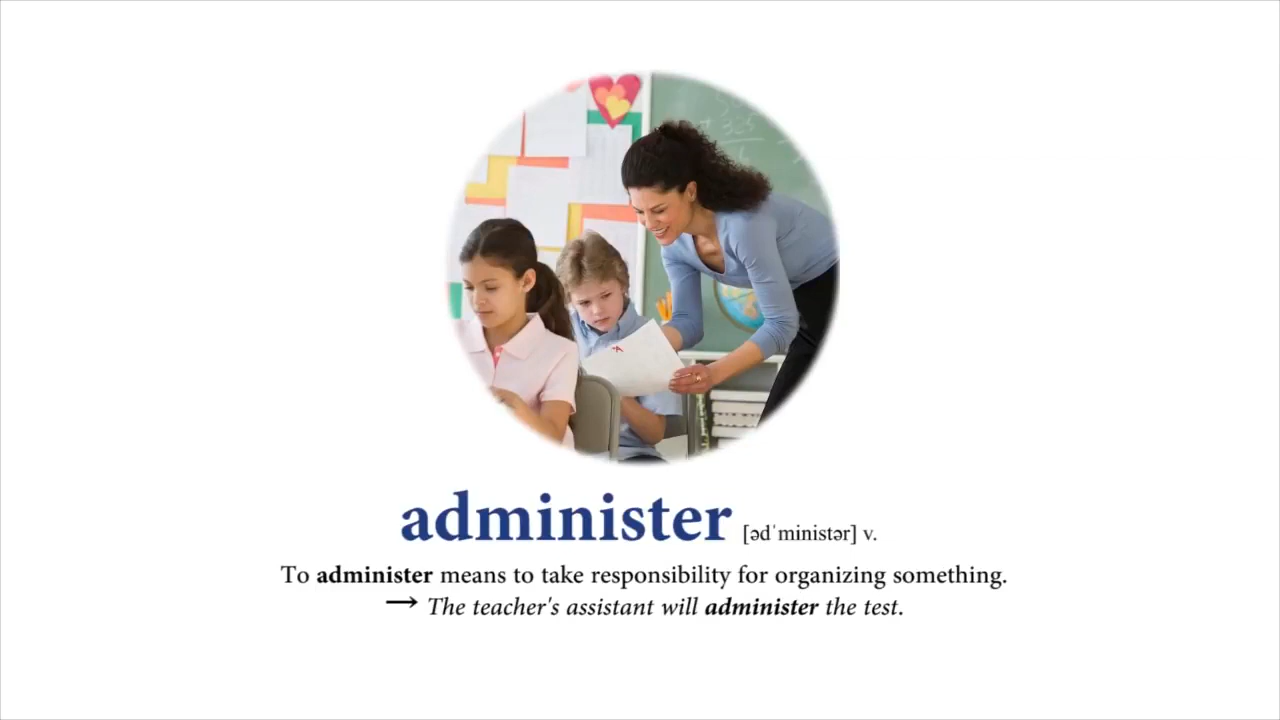 administer [ədˈministər] v.
To administer means to take responsibility for organizing something.
→ The teacher's assistant will administer the test.